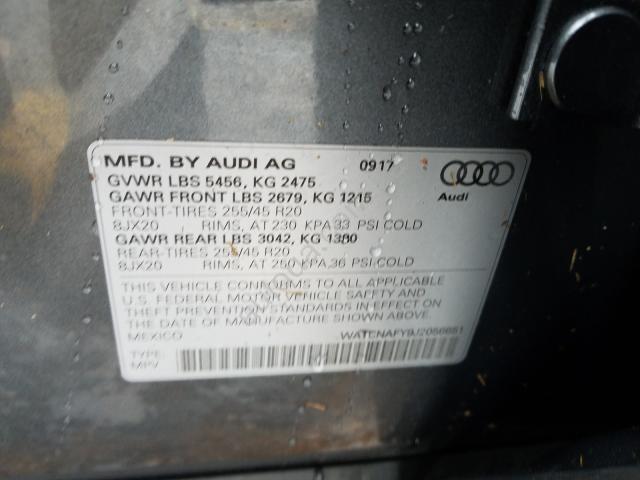 MFD. BY AUDI AG 0917
GVWR LBS 5456, KG 2475
GAWR FRONT LBS 2679, KG 1215
FRONT-TIRES 255/45 R20
8JX20 RIMS, AT 230 KPA 33 PSI COLD
GAWR REAR LBS 3042, KG 1380
REAR-TIRES 255/45 R20
8JX20 RIMS, AT 250 KPA 36 PSI COLD
Audi
THIS VEHICLE CONFORMS TO ALL APPLICABLE
U.S. FEDERAL MOTOR VEHICLE SAFETY AND
THEFT PREVENTION STANDARDS IN EFFECT ON
THE DATE OF MANUFACTURE SHOWN ABOVE.
MEXICO
TYPE:
MPV